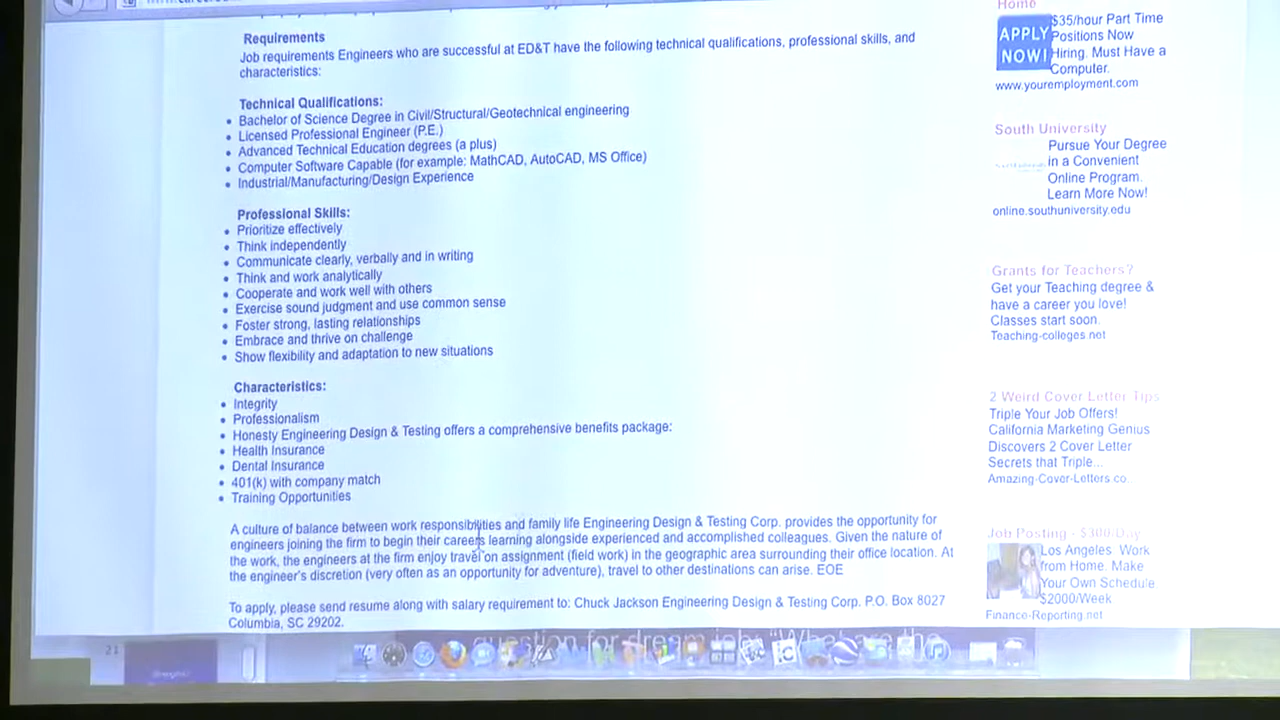 Requirements
Job requirements Engineers who are successful at ED&T have the following technical qualifications, professional skills, and
characteristics:
Technical Qualifications:
• Bachelor of Science Degree in Civil/Structural/Geotechnical engineering
• Licensed Professional Engineer (P.E.)
• Advanced Technical Education degrees (a plus)
• Computer Software Capable (for example: MathCAD, AutoCAD, MS Office)
• Industrial/Manufacturing/Design Experience
Professional Skills:
• Prioritize effectively
• Think independently
• Communicate clearly, verbally and in writing
• Think and work analytically
• Cooperate and work well with others
• Exercise sound judgment and use common sense
• Foster strong, lasting relationships
• Embrace and thrive on challenge
• Show flexibility and adaptation to new situations
Characteristics:
• Integrity
• Professionalism
• Honesty Engineering Design & Testing offers a comprehensive benefits package:
• Health Insurance
• Dental Insurance
• 401(k) with company match
• Training Opportunities
A culture of balance between work responsibilities and family life Engineering Design & Testing Corp. provides the opportunity for
engineers joining the firm to begin their careers learning alongside experienced and accomplished colleagues. Given the nature of
the work, the engineers at the firm enjoy travel on assignment (field work) in the geographic area surrounding their office location. At
the engineer's discretion (very often as an opportunity for adventure), travel to other destinations can arise. EOE
To apply, please send resume along with salary requirement to: Chuck Jackson Engineering Design & Testing Corp. P.O. Box 8027
Columbia, SC 29202.
Home
APPLY NOW!
$35/hour Part Time
Positions Now
Hiring. Must Have a
Computer.
www.youremployment.com
South University
Pursue Your Degree
in a Convenient
Online Program.
Learn More Now!
online.southuniversity.edu
Grants for Teachers?
Get your Teaching degree &
have a career you love!
Classes start soon.
Teaching-colleges.net
2 Weird Cover Letter Tips
Triple Your Job Offers!
California Marketing Genius
Discovers 2 Cover Letter
Secrets that Triple...
Amazing-Cover-Letters.co..
Job Posting - $300/Day
Los Angeles Work
from Home. Make
Your Own Schedule
$2000/Week
Finance-Reporting.net
21
question for dream job: "What are the